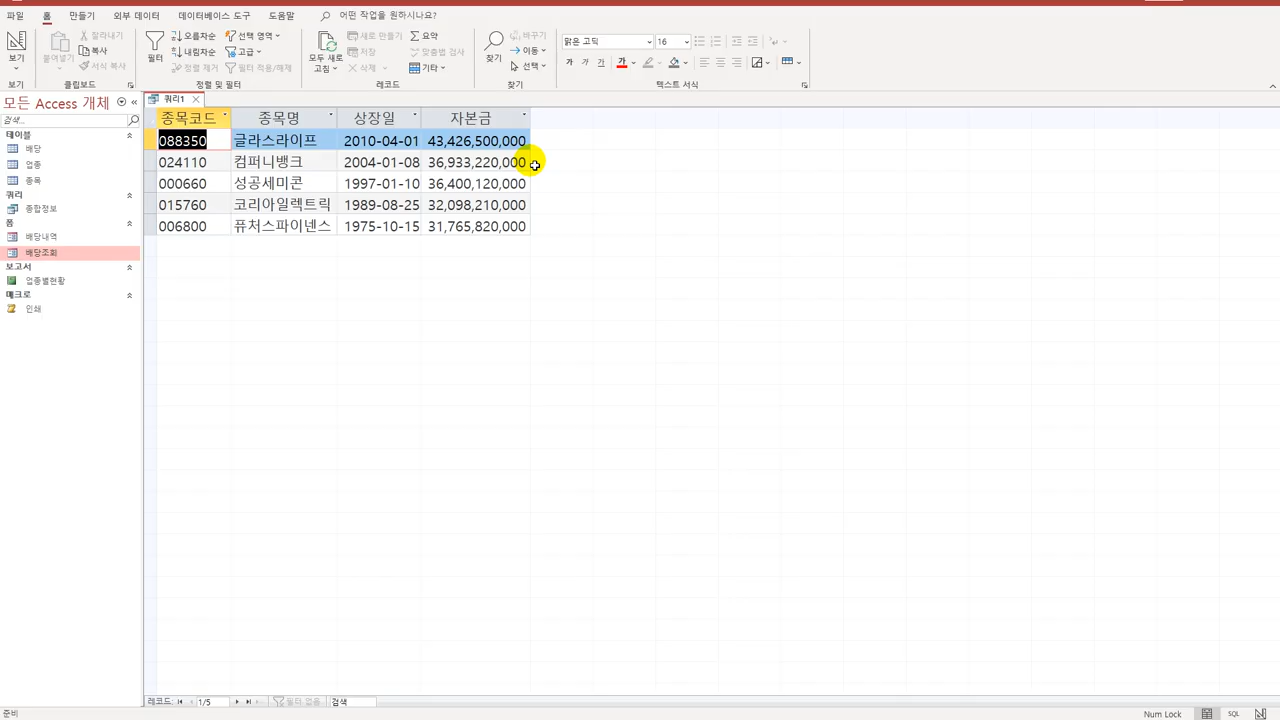 파일 홈 만들기 외부 데이터 데이터베이스 도구 도움말 어떤 작업을 원하시나요?
보기
붙여넣기
잘라내기
복사
서식 복사
필터
오름차순
내림차순
정렬 제거
선택 영역
고급
필터 적용/해제
모두 새로 고침
새로 만들기
저장
삭제
요약
맞춤법 검사
기타
찾기
바꾸기
이동
선택
맑은 고딕 16
가 가 가 가
보기 클립보드 정렬 및 필터 레코드 찾기 텍스트 서식
모든 Access 개체
검색...
테이블
배당
업종
종목
쿼리
종합정보
폼
배당내역
배당조회
보고서
업종별현황
매크로
인쇄
쿼리1
종목코드 종목명 상장일 자본금
088350 글라스라이프 2010-04-01 43,426,500,000
024110 컴퍼니뱅크 2004-01-08 36,933,220,000
000660 성공세미콘 1997-01-10 36,400,120,000
015760 코리아일렉트릭 1989-08-25 32,098,210,000
006800 퓨처스파이넨스 1975-10-15 31,765,820,000
레코드: 1/5 필터 없음 검색
준비 Num Lock SQL